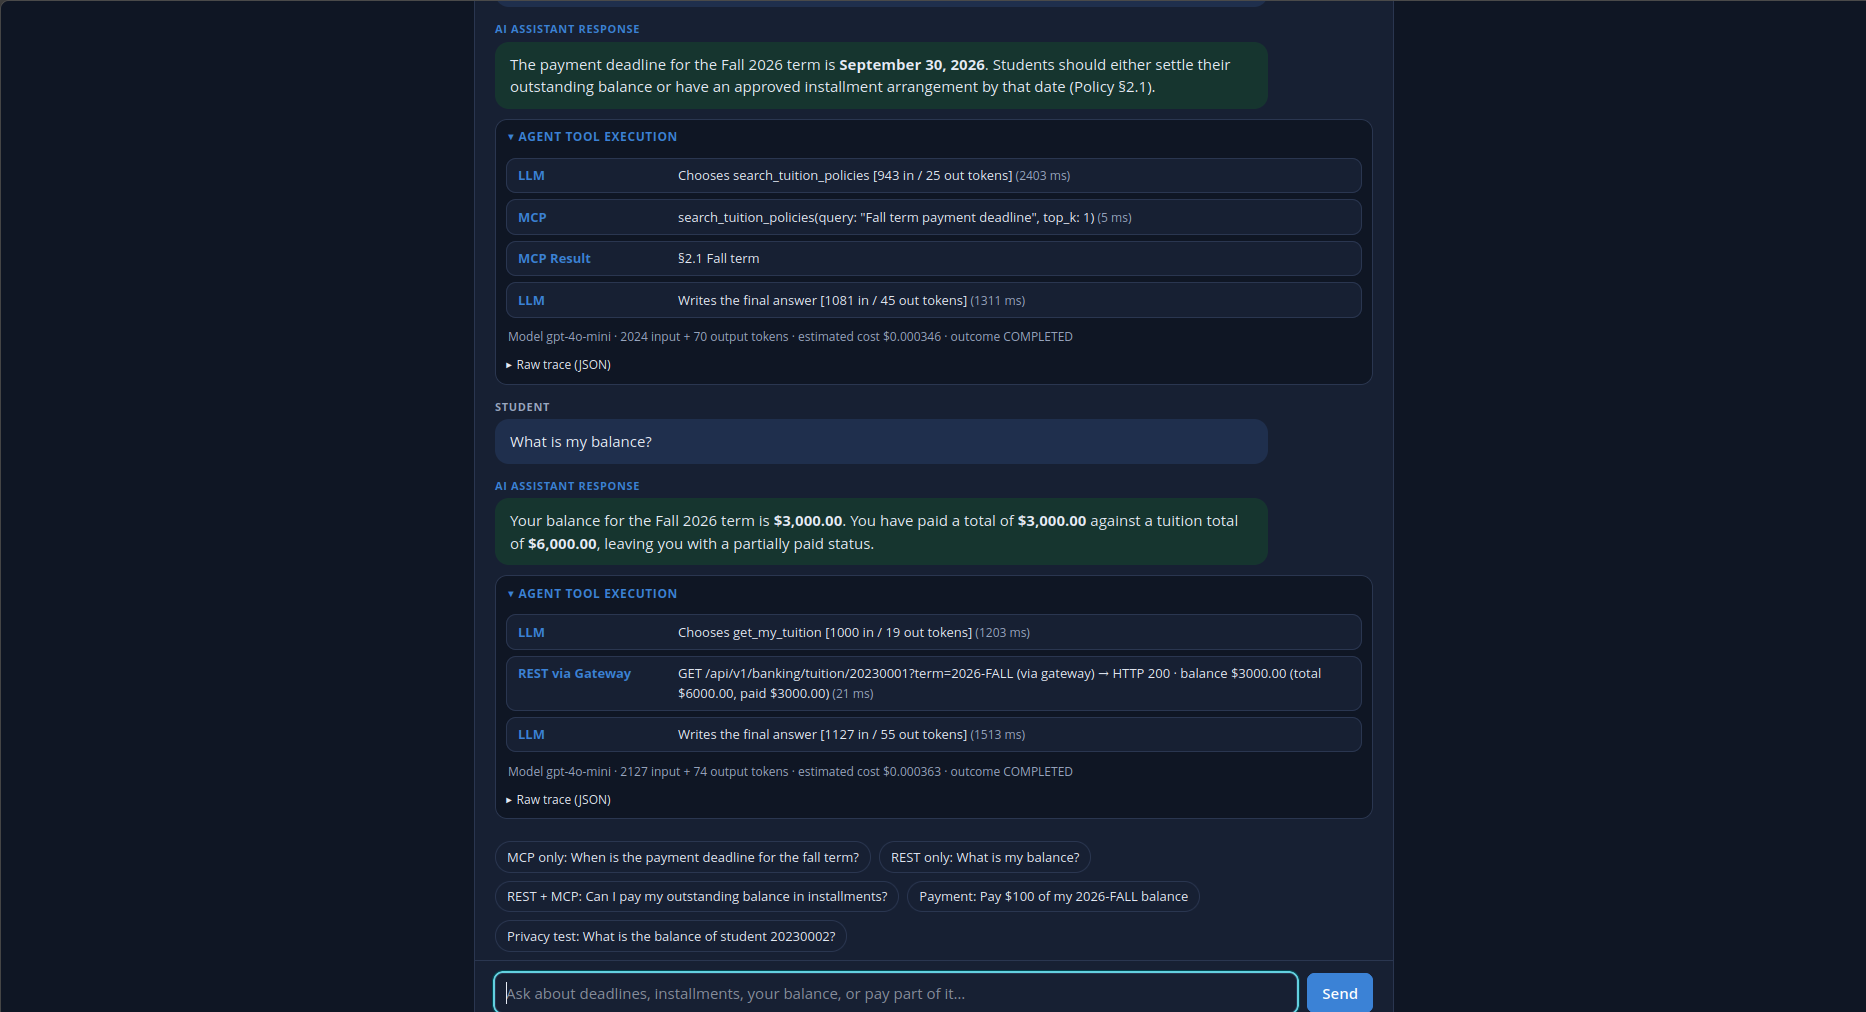 AI ASSISTANT RESPONSE
The payment deadline for the Fall 2026 term is September 30, 2026. Students should either settle their
outstanding balance or have an approved installment arrangement by that date (Policy §2.1).
▾ AGENT TOOL EXECUTION
LLM Chooses search_tuition_policies [943 in / 25 out tokens] (2403 ms)
MCP search_tuition_policies(query: "Fall term payment deadline", top_k: 1) (5 ms)
MCP Result §2.1 Fall term
LLM Writes the final answer [1081 in / 45 out tokens] (1311 ms)
Model gpt-4o-mini · 2024 input + 70 output tokens · estimated cost $0.000346 · outcome COMPLETED
▸ Raw trace (JSON)
STUDENT
What is my balance?
AI ASSISTANT RESPONSE
Your balance for the Fall 2026 term is $3,000.00. You have paid a total of $3,000.00 against a tuition total
of $6,000.00, leaving you with a partially paid status.
▾ AGENT TOOL EXECUTION
LLM Chooses get_my_tuition [1000 in / 19 out tokens] (1203 ms)
REST via Gateway GET /api/v1/banking/tuition/20230001?term=2026-FALL (via gateway) → HTTP 200 · balance $3000.00 (total
$6000.00, paid $3000.00) (21 ms)
LLM Writes the final answer [1127 in / 55 out tokens] (1513 ms)
Model gpt-4o-mini · 2127 input + 74 output tokens · estimated cost $0.000363 · outcome COMPLETED
▸ Raw trace (JSON)
MCP only: When is the payment deadline for the fall term? REST only: What is my balance?
REST + MCP: Can I pay my outstanding balance in installments? Payment: Pay $100 of my 2026-FALL balance
Privacy test: What is the balance of student 20230002?
Ask about deadlines, installments, your balance, or pay part of it... Send